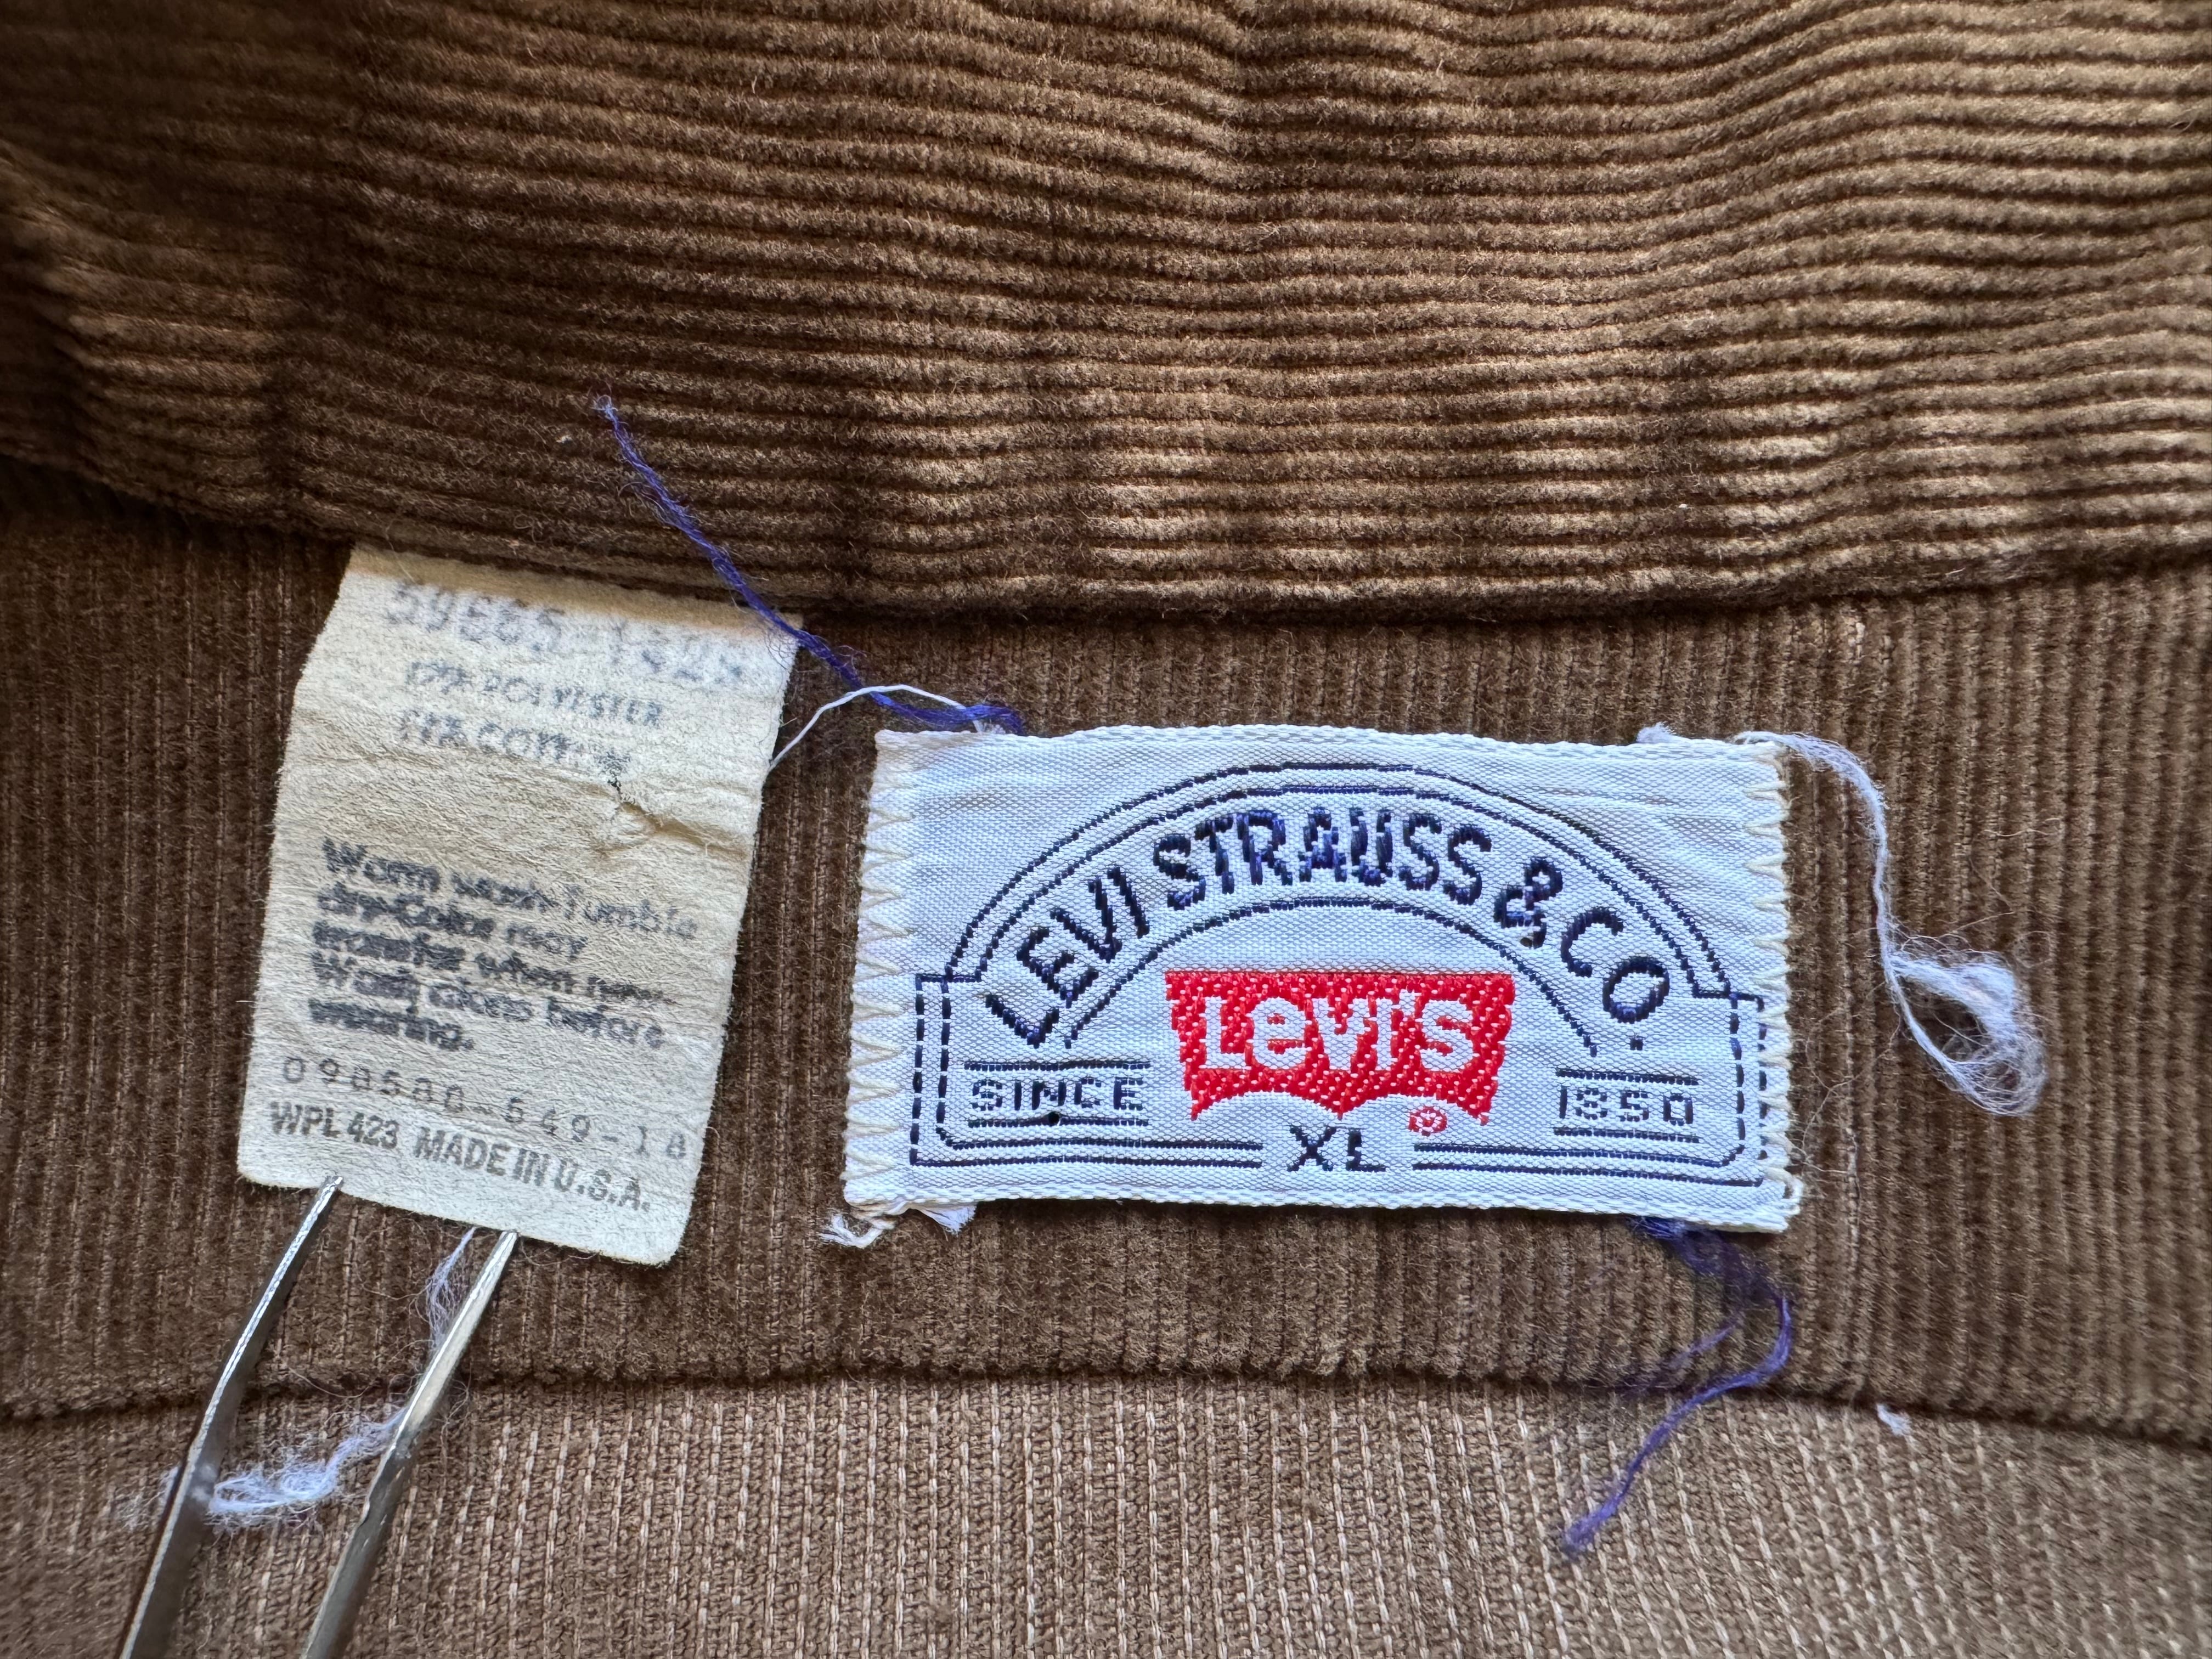 POLYESTER
COTTON
Warm wash-Tumble
dry-Color may
transfer when new.
Wash alone before
wearing.
WPL 423 MADE IN U.S.A.
LEVI STRAUSS & CO.
Levi's ®
SINCE 1850
XL